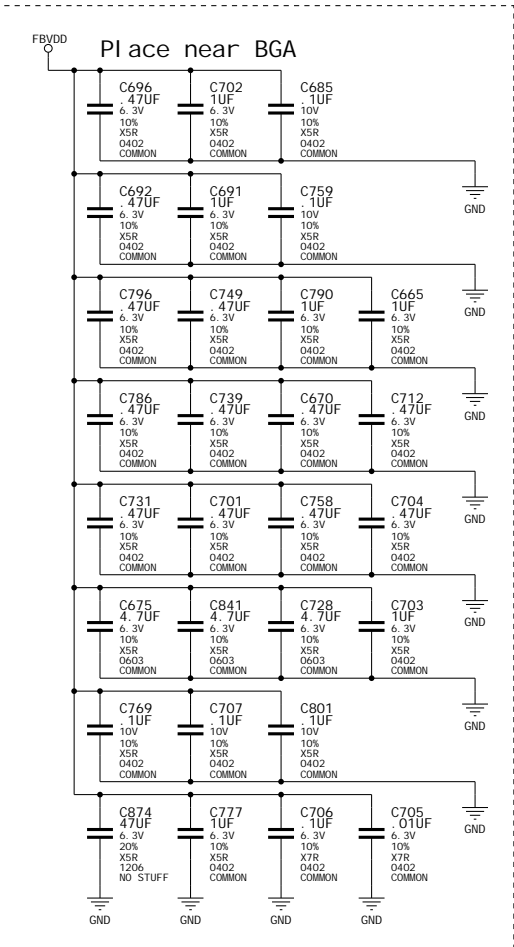 FBVDD
Place near BGA
C696
.47UF
6.3V
10%
X5R
0402
COMMON
C702
1UF
6.3V
10%
X5R
0402
COMMON
C685
.1UF
10V
10%
X5R
0402
COMMON
GND
C692
.47UF
6.3V
10%
X5R
0402
COMMON
C691
1UF
6.3V
10%
X5R
0402
COMMON
C759
.1UF
10V
10%
X5R
0402
COMMON
GND
C796
.47UF
6.3V
10%
X5R
0402
COMMON
C749
.47UF
6.3V
10%
X5R
0402
COMMON
C790
1UF
6.3V
10%
X5R
0402
COMMON
C665
1UF
6.3V
10%
X5R
0402
COMMON
GND
C786
.47UF
6.3V
10%
X5R
0402
COMMON
C739
.47UF
6.3V
10%
X5R
0402
COMMON
C670
.47UF
6.3V
10%
X5R
0402
COMMON
C712
.47UF
6.3V
10%
X5R
0402
COMMON
GND
C731
.47UF
6.3V
10%
X5R
0402
COMMON
C701
.47UF
6.3V
10%
X5R
0402
COMMON
C758
.47UF
6.3V
10%
X5R
0402
COMMON
C704
.47UF
6.3V
10%
X5R
0402
COMMON
GND
C675
4.7UF
6.3V
10%
X5R
0603
COMMON
C841
4.7UF
6.3V
10%
X5R
0603
COMMON
C728
4.7UF
6.3V
10%
X5R
0603
COMMON
C703
1UF
6.3V
10%
X5R
0402
COMMON
GND
C769
.1UF
10V
10%
X5R
0402
COMMON
C707
.1UF
10V
10%
X5R
0402
COMMON
C801
.1UF
10V
10%
X5R
0402
COMMON
GND
C874
47UF
6.3V
20%
X5R
1206
NO STUFF
C777
1UF
6.3V
10%
X5R
0402
COMMON
C706
.1UF
6.3V
10%
X7R
0402
COMMON
C705
.01UF
6.3V
10%
X7R
0402
COMMON
GND
GND
GND
GND